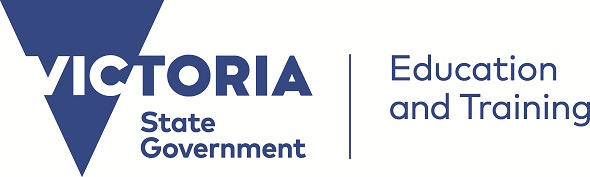 VICTORIA
State
Government
Education
and Training